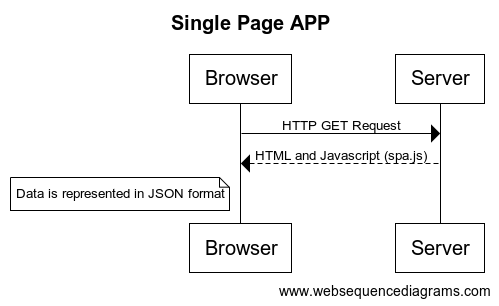 Single Page APP
Browser
Server
HTTP GET Request
HTML and Javascript (spa.js)
Data is represented in JSON format
Browser
Server
www.websequencediagrams.com